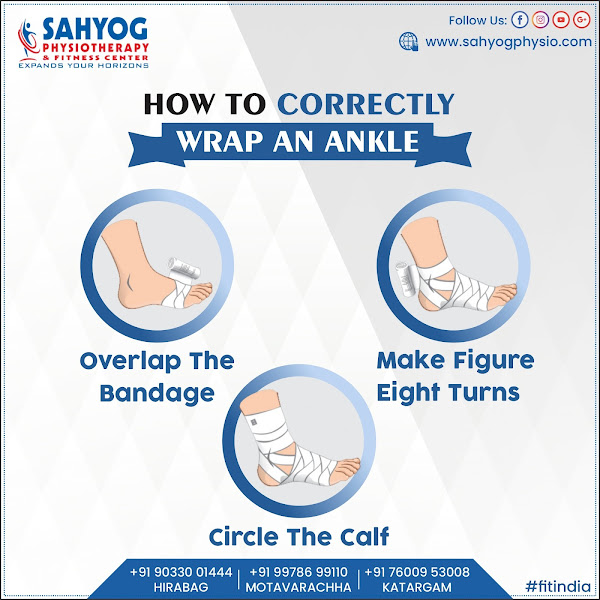 SAHYOG
PHYSIOTHERAPY
& FITNESS CENTER
EXPANDS YOUR HORIZONS
Follow Us:
www.sahyogphysio.com
HOW TO CORRECTLY
WRAP AN ANKLE
Overlap The
Bandage
Make Figure
Eight Turns
Circle The Calf
+91 90330 01444
HIRABAG
+91 99786 99110
MOTAVARACHHA
+91 76009 53008
KATARGAM
#fitindia